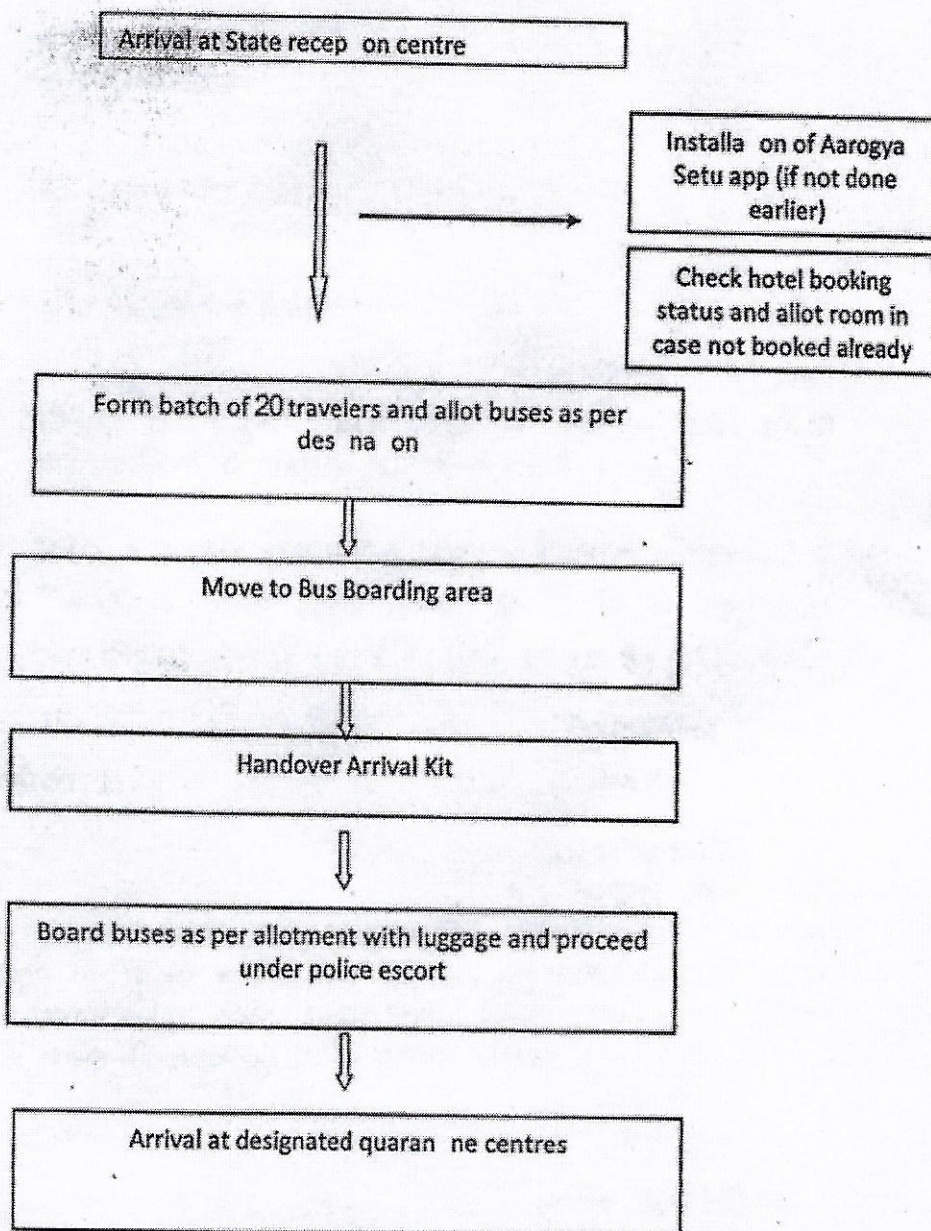 Arrival at State recep on centre
Installa on of Aarogya
Setu app (if not done
earlier)
Check hotel booking
status and allot room in
case not booked already
Form batch of 20 travelers and allot buses as per
des na on
Move to Bus Boarding area
Handover Arrival Kit
Board buses as per allotment with luggage and proceed
under police escort
Arrival at designated quaran ne centres